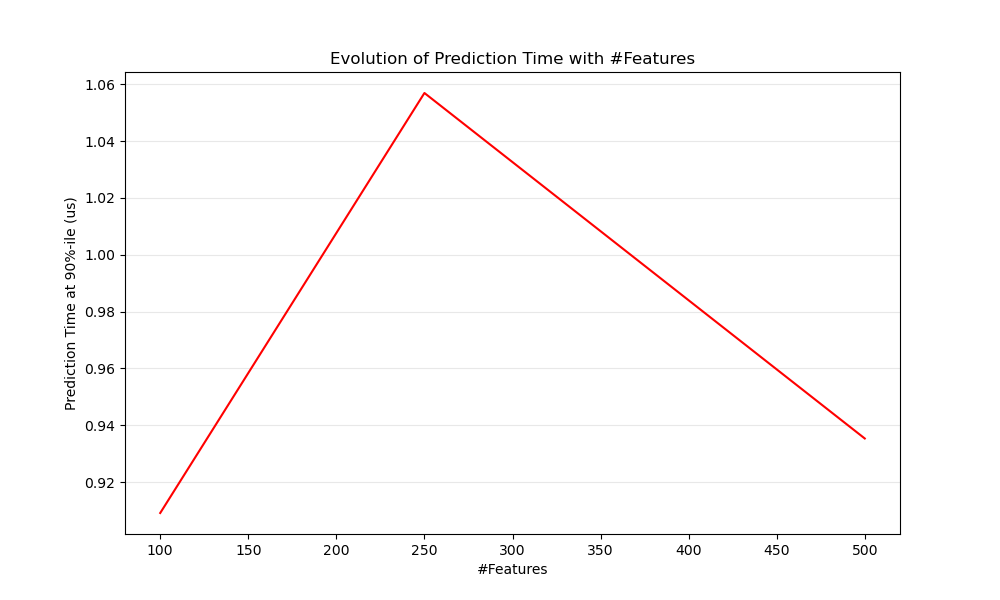 Evolution of Prediction Time with #Features
Prediction Time at 90%-ile (us)
1.06
1.04
1.02
1.00
0.98
0.96
0.94
0.92
100 150 200 250 300 350 400 450 500
#Features